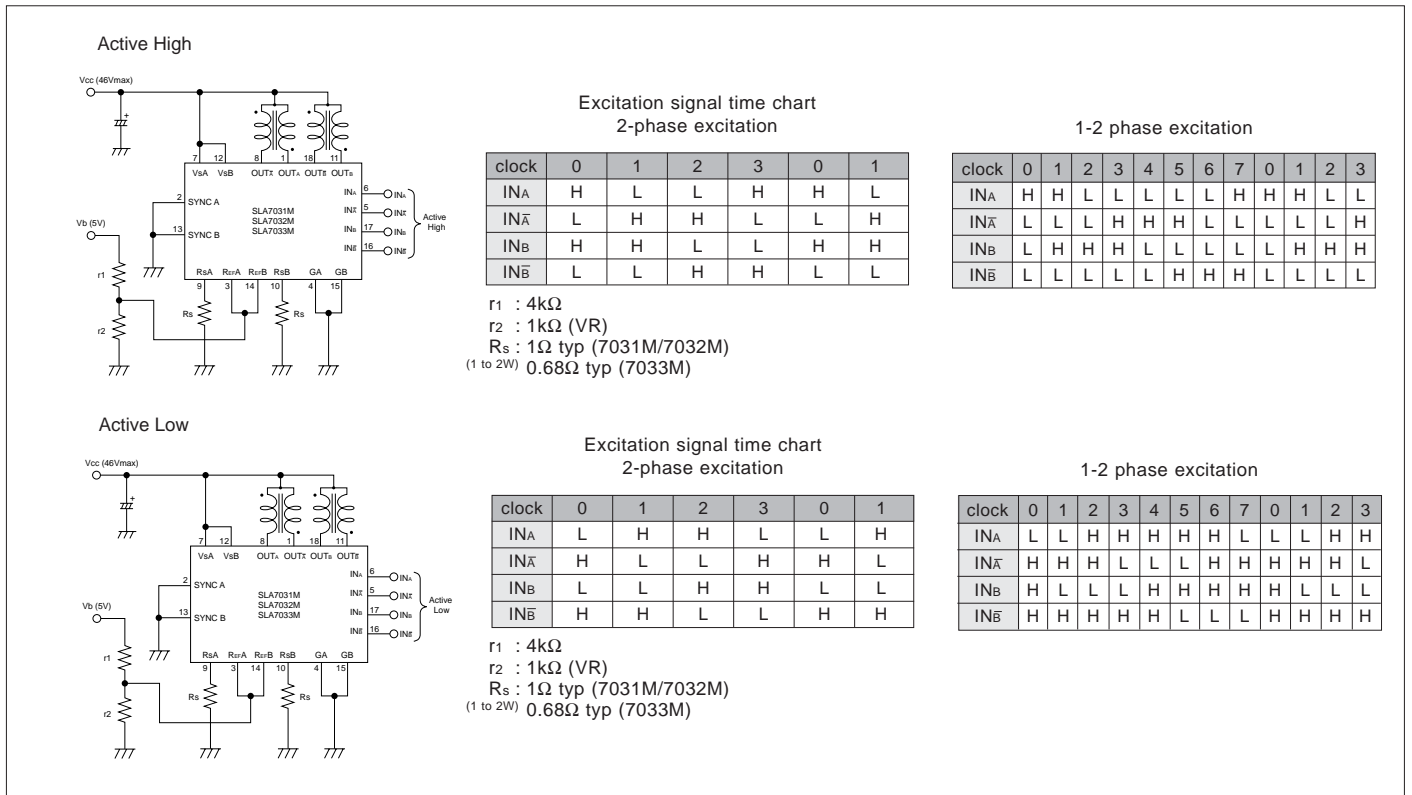 Active High
Vcc (46Vmax)
+
7 12 8 1 18 11
VsA VsB OUTA̅ OUTA OUTB̅ OUTB
2 SYNC A
13 SYNC B
SLA7031M
SLA7032M
SLA7033M
INA 6 INA
INA̅ 5 INA̅
INB 17 INB
INB̅ 16 INB̅
Active
High
Vb (5V)
r1
r2
RsA REFA REFB RsB GA GB
9 3 14 10 4 15
Rs Rs
Excitation signal time chart
2-phase excitation
clock 0 1 2 3 0 1
INA H L L H H L
INA̅ L H H L L H
INB H H L L H H
INB̅ L L H H L L
r1 : 4kΩ
r2 : 1kΩ (VR)
Rs : 1Ω typ (7031M/7032M)
(1 to 2W) 0.68Ω typ (7033M)
1-2 phase excitation
clock 0 1 2 3 4 5 6 7 0 1 2 3
INA H H L L L L L H H H L L
INA̅ L L L H H H L L L L L H
INB L H H H L L L L L H H H
INB̅ L L L L L H H H L L L L
Active Low
Vcc (46Vmax)
+
7 12 8 1 18 11
VsA VsB OUTA OUTA̅ OUTB OUTB̅
2 SYNC A
13 SYNC B
SLA7031M
SLA7032M
SLA7033M
INA 6 INA
INA̅ 5 INA̅
INB 17 INB
INB̅ 16 INB̅
Active
Low
Vb (5V)
r1
r2
RsA REFA REFB RsB GA GB
9 3 14 10 4 15
Rs Rs
Excitation signal time chart
2-phase excitation
clock 0 1 2 3 0 1
INA L H H L L H
INA̅ H L L H H L
INB L L H H L L
INB̅ H H L L H H
r1 : 4kΩ
r2 : 1kΩ (VR)
Rs : 1Ω typ (7031M/7032M)
(1 to 2W) 0.68Ω typ (7033M)
1-2 phase excitation
clock 0 1 2 3 4 5 6 7 0 1 2 3
INA L L H H H H H L L L H H
INA̅ H H H L L L H H H H H L
INB H L L L H H H H H L L L
INB̅ H H H H H L L L H H H H